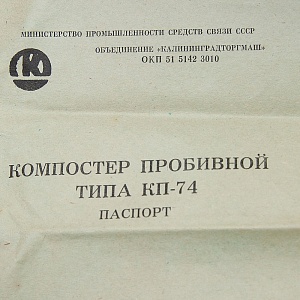 МИНИСТЕРСТВО ПРОМЫШЛЕННОСТИ СРЕДСТВ СВЯЗИ СССР
ОБЪЕДИНЕНИЕ «КАЛИНИНГРАДТОРГМАШ»
ОКП 51 5142 3010
К
КОМПОСТЕР ПРОБИВНОЙ
ТИПА КП-74
ПАСПОРТ